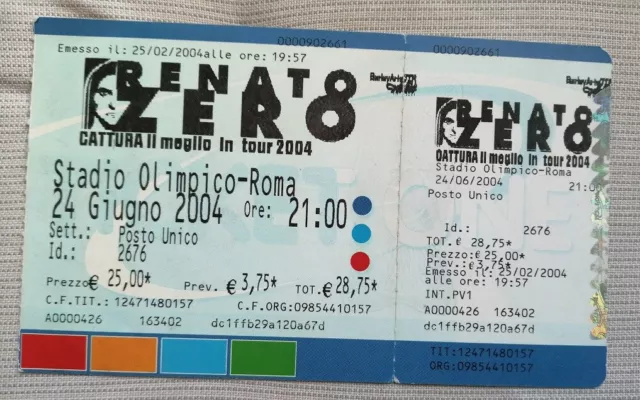 0000902661
Emesso il: 25/02/2004alle ore: 19:57
RENATO
ZERO
CATTURA Il meglio in tour 2004
Stadio Olimpico-Roma
24 Giugno 2004 Ore: 21:00
Sett.: Posto Unico
Id.: 2676
Prezzo€ 25,00* Prev. €3,75* TOT.€ 28,75*
C.F.TIT.: 12471480157 C.F.ORG:09854410157
A0000426 163402 dc1ffb29a120a67d
0000902661
RENATO
ZERO
CATTURA Il meglio in tour 2004
Stadio Olimpico-Roma
24/06/2004 21:0
Posto Unico
Id.: 2676
TOT.€ 28,75*
Prezzo:€ 25,00*
Prev.:€ 3,75*
Emesso il: 25/02/2004
alle ore: 19:57
INT.PV1
A0000426 163402
dc1ffb29a120a67d
TIT:12471480157
ORG:09854410157